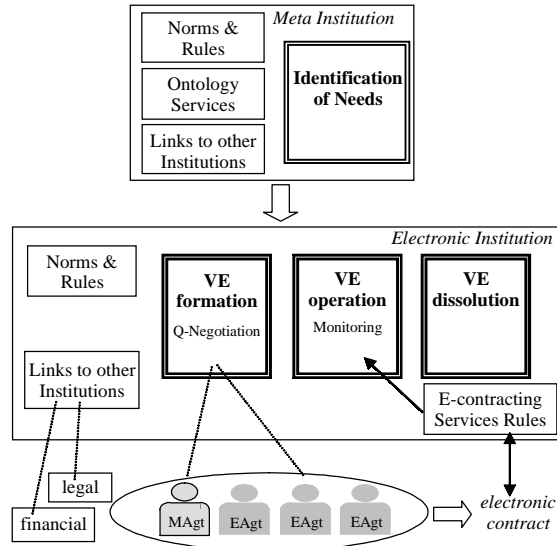 Meta Institution
Norms &
Rules
Ontology
Services
Links to other
Institutions
Identification
of Needs
Electronic Institution
Norms &
Rules
VE
formation
Q-Negotiation
VE
operation
Monitoring
VE
dissolution
Links to other
Institutions
E-contracting
Services Rules
legal
financial
MAgt
EAgt
EAgt
EAgt
electronic
contract